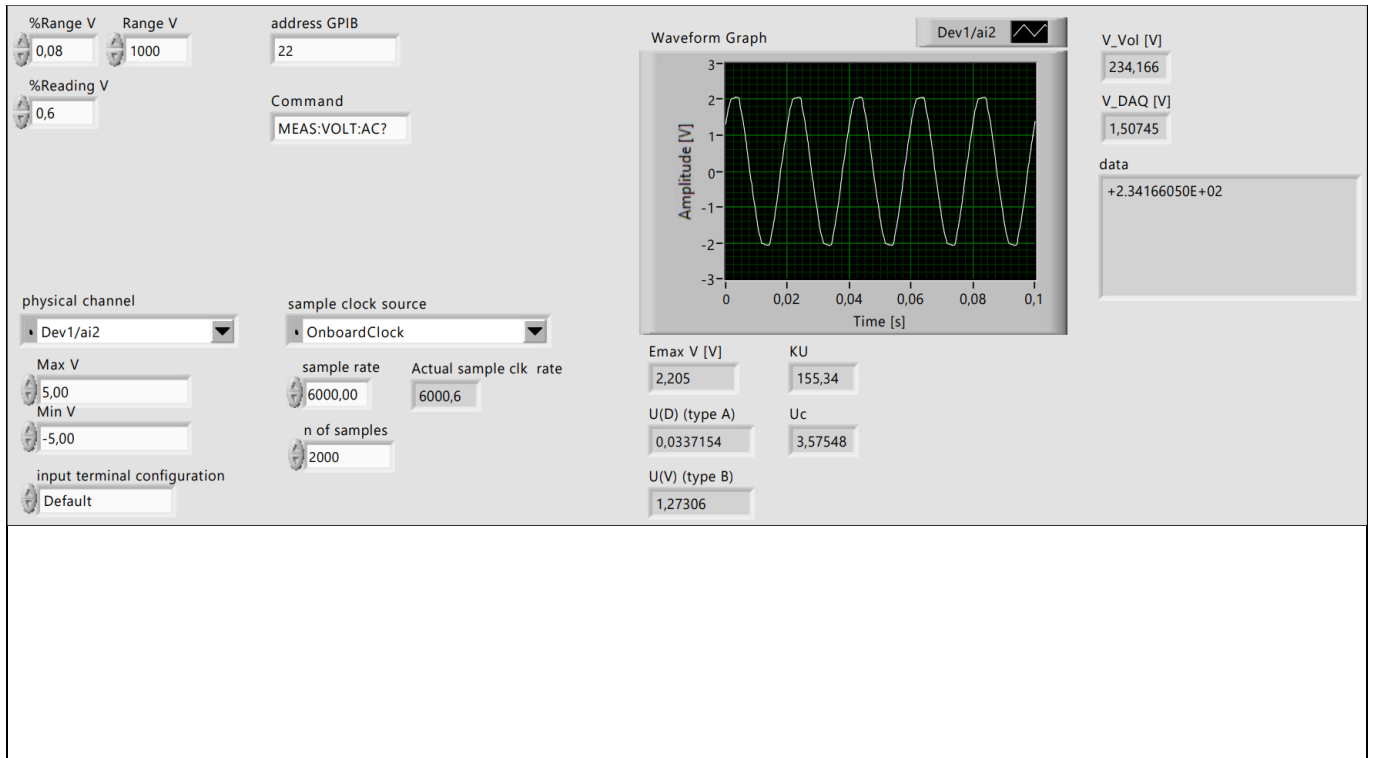 %Range V
0,08
Range V
1000
%Reading V
0,6
address GPIB
22
Command
MEAS:VOLT:AC?
physical channel
Dev1/ai2
Max V
5,00
Min V
-5,00
input terminal configuration
Default
sample clock source
OnboardClock
sample rate
6000,00
Actual sample clk rate
6000,6
n of samples
2000
Waveform Graph
Dev1/ai2
Amplitude [V]
3
2
1
0
-1
-2
-3
0 0,02 0,04 0,06 0,08 0,1
Time [s]
Emax V [V]
2,205
KU
155,34
U(D) (type A)
0,0337154
Uc
3,57548
U(V) (type B)
1,27306
V_Vol [V]
234,166
V_DAQ [V]
1,50745
data
+2.34166050E+02